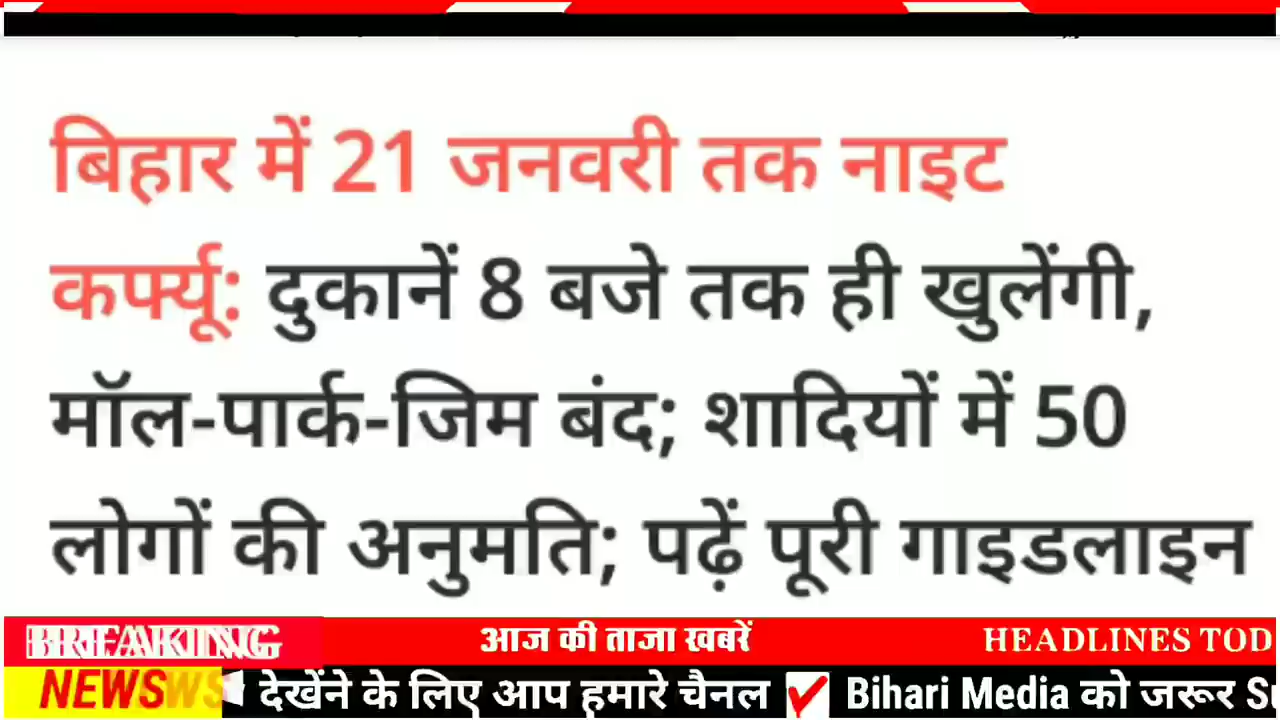 बिहार में 21 जनवरी तक नाइट
कर्फ्यू: दुकानें 8 बजे तक ही खुलेंगी,
मॉल-पार्क-जिम बंद; शादियों में 50
लोगों की अनुमति; पढ़ें पूरी गाइडलाइन
BREAKING आज की ताजा खबरें HEADLINES
NEWS देखेंने के लिए आप हमारे चैनल ✔ Bihari Media को जरूर